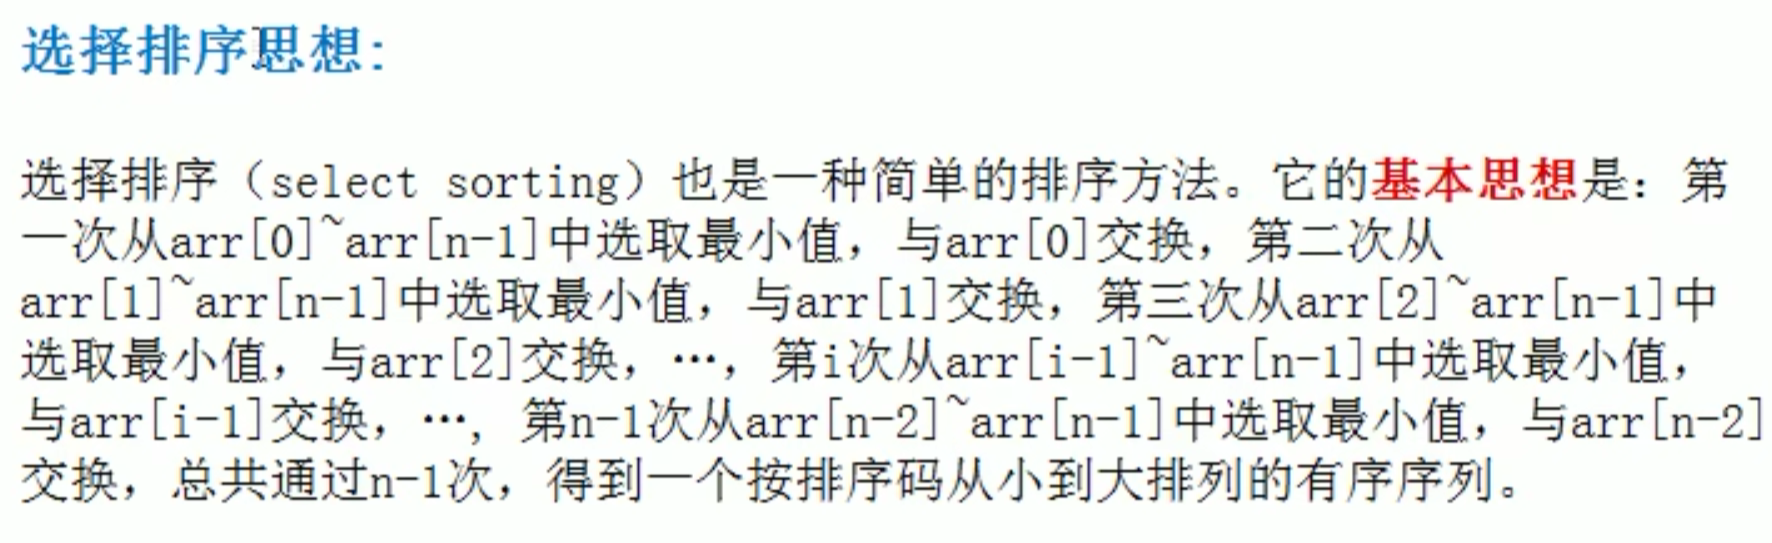 选择排序思想:
选择排序（select sorting）也是一种简单的排序方法。它的基本思想是：第
一次从arr[0]~arr[n-1]中选取最小值，与arr[0]交换，第二次从
arr[1]~arr[n-1]中选取最小值，与arr[1]交换，第三次从arr[2]~arr[n-1]中
选取最小值，与arr[2]交换，…，第i次从arr[i-1]~arr[n-1]中选取最小值，
与arr[i-1]交换，…, 第n-1次从arr[n-2]~arr[n-1]中选取最小值，与arr[n-2]
交换，总共通过n-1次，得到一个按排序码从小到大排列的有序序列。